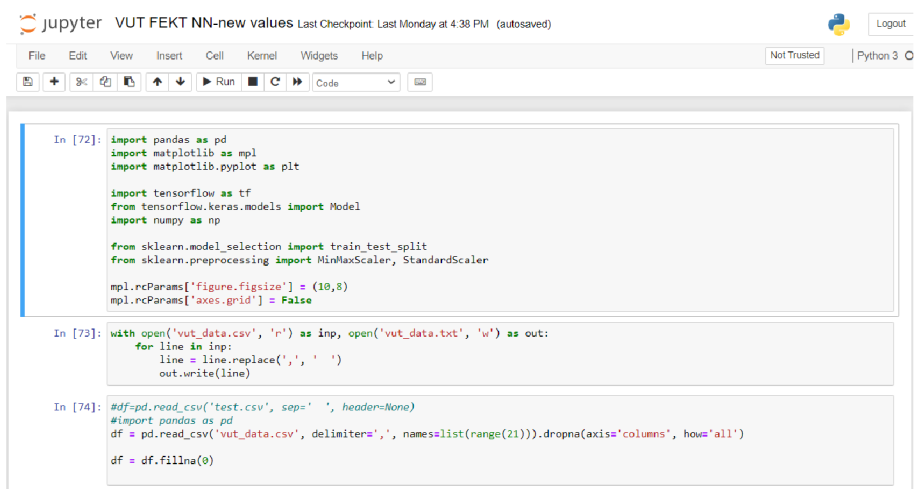 jupyter VUT FEKT NN-new values Last Checkpoint: Last Monday at 4:38 PM (autosaved)
Logout
File Edit View Insert Cell Kernel Widgets Help
Not Trusted
Python 3
Run
Code
In [72]: import pandas as pd
import matplotlib as mpl
import matplotlib.pyplot as plt
import tensorflow as tf
from tensorflow.keras.models import Model
import numpy as np
from sklearn.model_selection import train_test_split
from sklearn.preprocessing import MinMaxScaler, StandardScaler
mpl.rcParams['figure.figsize'] = (10,8)
mpl.rcParams['axes.grid'] = False
In [73]: with open('vut_data.csv', 'r') as inp, open('vut_data.txt', 'w') as out:
    for line in inp:
        line = line.replace(',', '  ')
        out.write(line)
In [74]: #df=pd.read_csv('test.csv', sep='  ', header=None)
#import pandas as pd
df = pd.read_csv('vut_data.csv', delimiter=',', names=list(range(21))).dropna(axis='columns', how='all')
df = df.fillna(0)